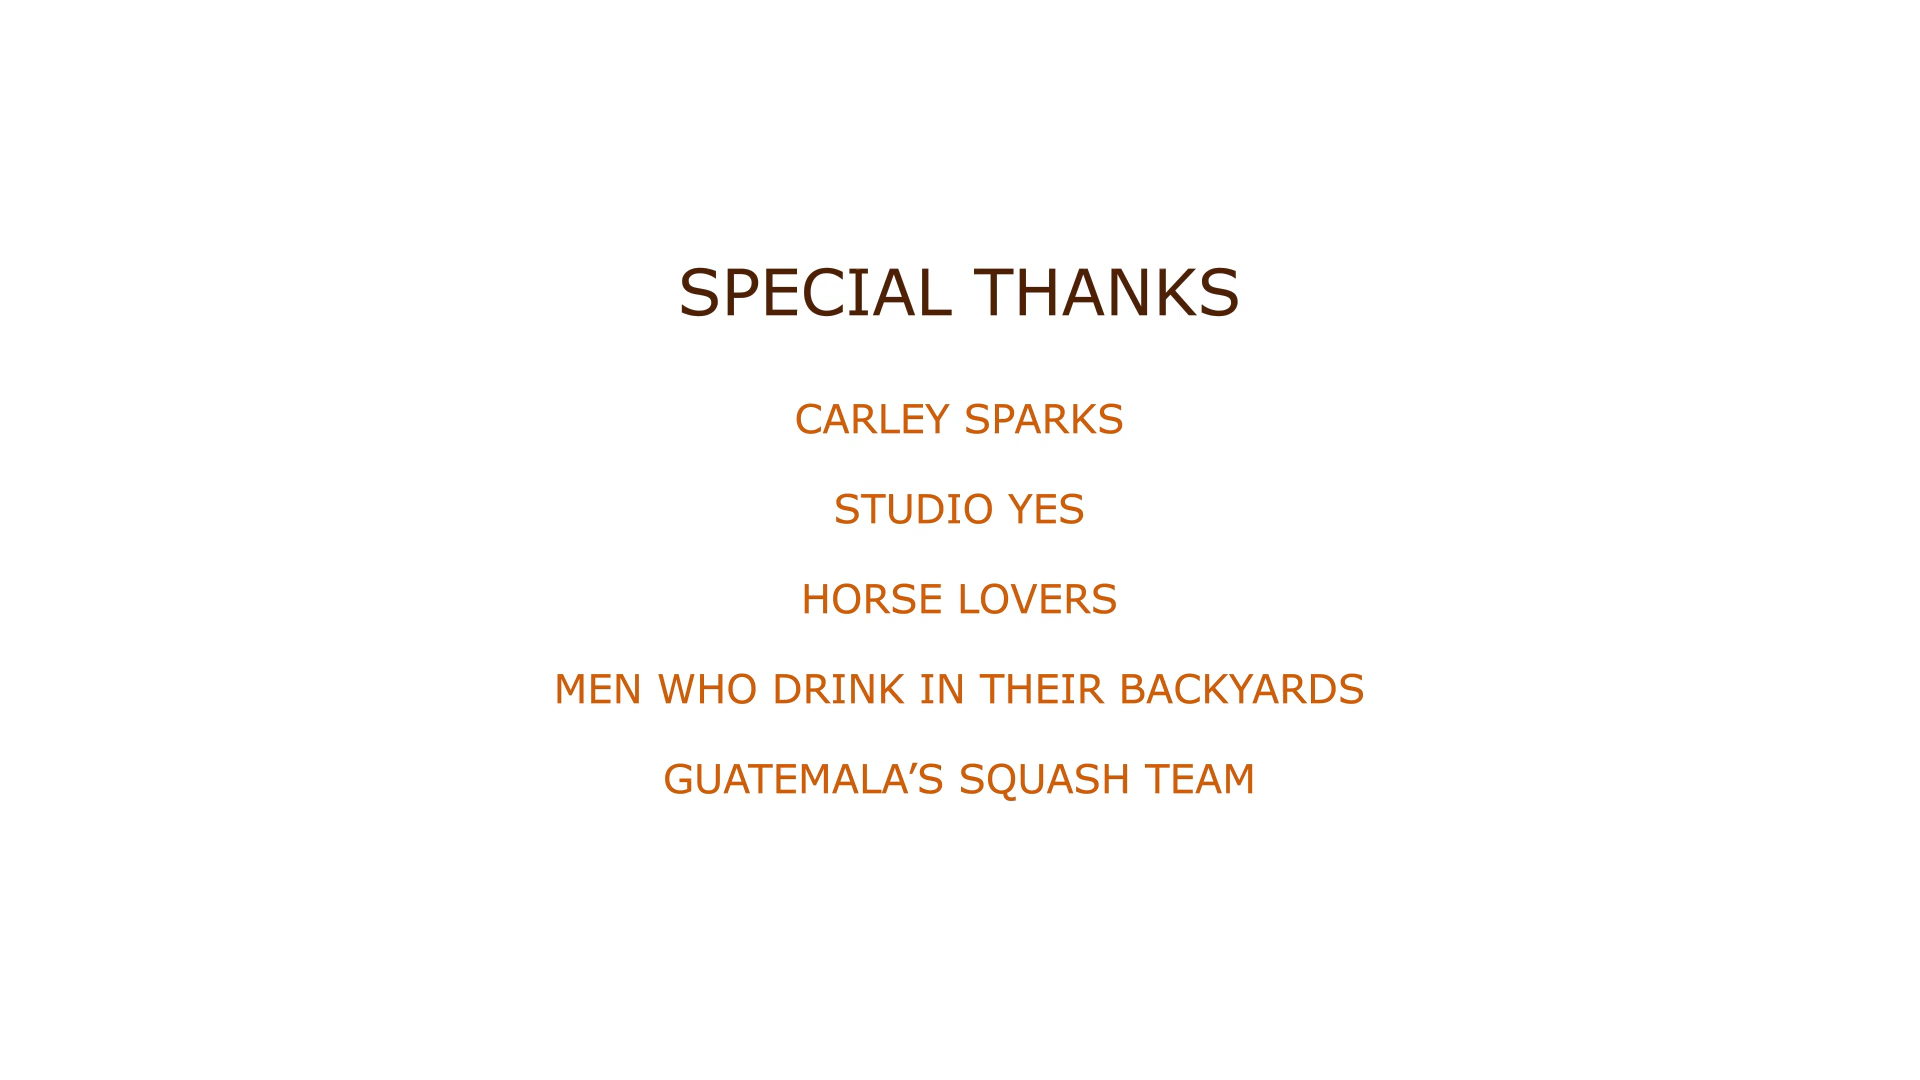 SPECIAL THANKS
CARLEY SPARKS
STUDIO YES
HORSE LOVERS
MEN WHO DRINK IN THEIR BACKYARDS
GUATEMALA’S SQUASH TEAM